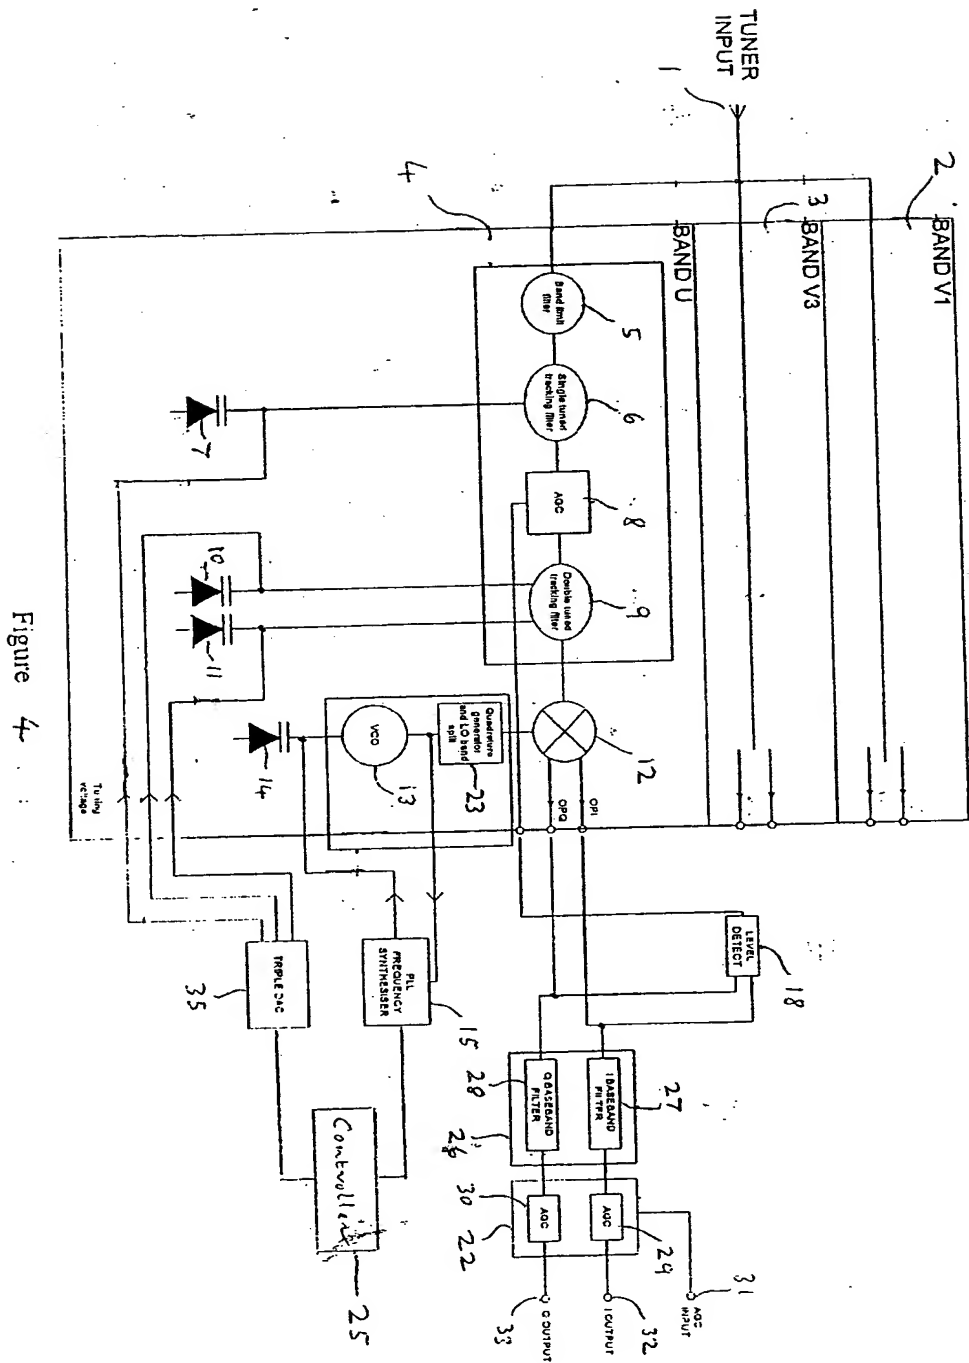 TUNER
INPUT
1
2
BAND V1
3
BAND V3
4
BAND U
Band limit
filter
5
Single tuned
tracking filter
6
7
AGC
8
Double tuned
tracking filter
9
10
11
12
OPI
OPQ
Quadrature
generator
and LO band
split
23
VCO
13
14
Tuning
voltage
LEVEL
DETECT
18
PLL
FREQUENCY
SYNTHESISER
15
TRIPLE DAC
35
Controller
25
I BASEBAND
FILTER
27
Q BASEBAND
FILTER
28
26
AGC
29
AGC
30
22
31
AGC
INPUT
32
I OUTPUT
33
Q OUTPUT
Figure 4